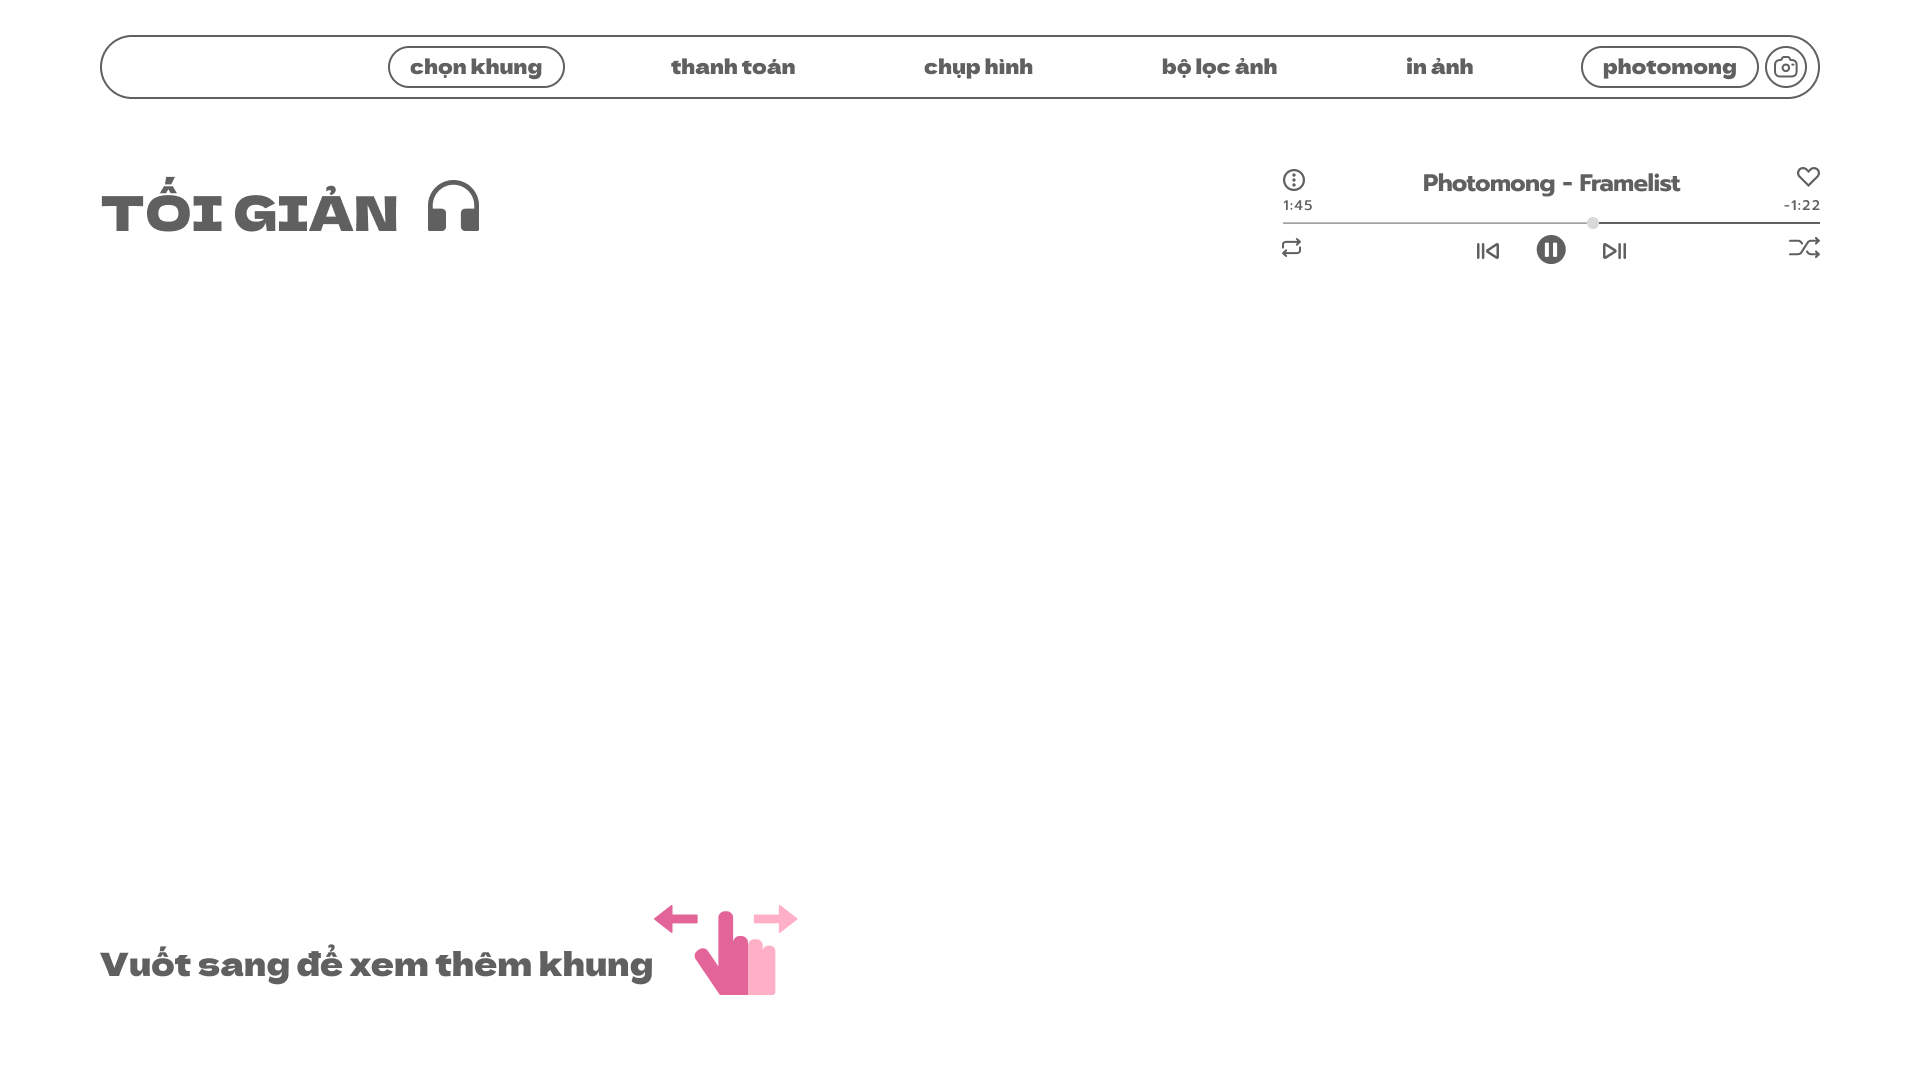 chọn khung
thanh toán
chụp hình
bộ lọc ảnh
in ảnh
photomong
TỐI GIẢN
Photomong - Framelist
1:45
-1:22
Vuốt sang để xem thêm khung